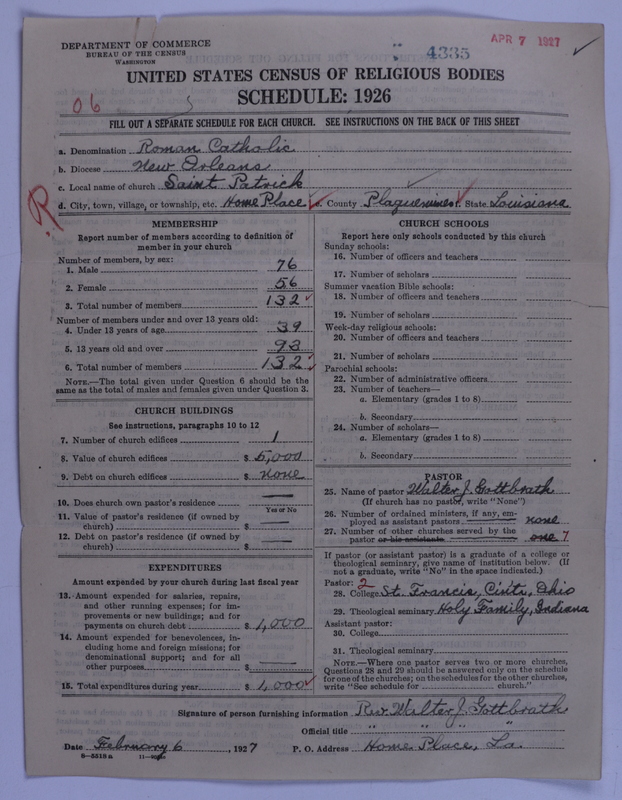 DEPARTMENT OF COMMERCE
BUREAU OF THE CENSUS
WASHINGTON
4335
APR 7 1927
UNITED STATES CENSUS OF RELIGIOUS BODIES
SCHEDULE: 1926
06
FILL OUT A SEPARATE SCHEDULE FOR EACH CHURCH. SEE INSTRUCTIONS ON THE BACK OF THIS SHEET
a. Denomination Roman Catholic
b. Diocese New Orleans
c. Local name of church Saint Patrick
d. City, town, village, or township, etc. Home Place e. County Plaquemines f. State Louisiana
R
MEMBERSHIP
Report number of members according to definition of
member in your church
Number of members, by sex:
1. Male 76
2. Female 56
3. Total number of members 132
Number of members under and over 13 years old:
4. Under 13 years of age 39
5. 13 years old and over 93
6. Total number of members 132
NOTE.—The total given under Question 6 should be the
same as the total of males and females given under Question 3.
CHURCH BUILDINGS
See instructions, paragraphs 10 to 12
7. Number of church edifices 1
8. Value of church edifices $ 5,000
9. Debt on church edifices $ none
10. Does church own pastor's residence —
Yes or No
11. Value of pastor's residence (if owned by
church) $ —
12. Debt on pastor's residence (if owned by
church) $ —
EXPENDITURES
Amount expended by your church during last fiscal year
13. Amount expended for salaries, repairs,
and other running expenses; for im-
provements or new buildings; and for
payments on church debt $ 1,000
14. Amount expended for benevolences, in-
cluding home and foreign missions; for
denominational support; and for all
other purposes $ —
15. Total expenditures during year $ 1,000
CHURCH SCHOOLS
Report here only schools conducted by this church
Sunday schools:
16. Number of officers and teachers
17. Number of scholars
Summer vacation Bible schools:
18. Number of officers and teachers
19. Number of scholars
Week-day religious schools:
20. Number of officers and teachers
21. Number of scholars
Parochial schools:
22. Number of administrative officers
23. Number of teachers—
a. Elementary (grades 1 to 8)
b. Secondary
24. Number of scholars—
a. Elementary (grades 1 to 8)
b. Secondary
PASTOR
25. Name of pastor Walter J. Gottbrath
(If church has no pastor, write "None")
26. Number of ordained ministers, if any, em-
ployed as assistant pastors none
27. Number of other churches served by the
pastor or his assistants one 7
If pastor (or assistant pastor) is a graduate of a college or
theological seminary, give name of institution below. (If
not a graduate, write "No" in the space indicated.)
Pastor: 2
28. College St. Francis, Cinti, Ohio
29. Theological seminary Holy Family, Indiana
Assistant pastor:
30. College
31. Theological seminary
NOTE.—Where one pastor serves two or more churches,
Questions 28 and 29 should be answered only on the schedule
for one of the churches; on the schedules for the other churches,
write "See schedule for church."
Signature of person furnishing information Rev. Walter J. Gottbrath
Official title " " " "
Date February 6, 1927 P. O. Address Home Place, La.
8—5513a